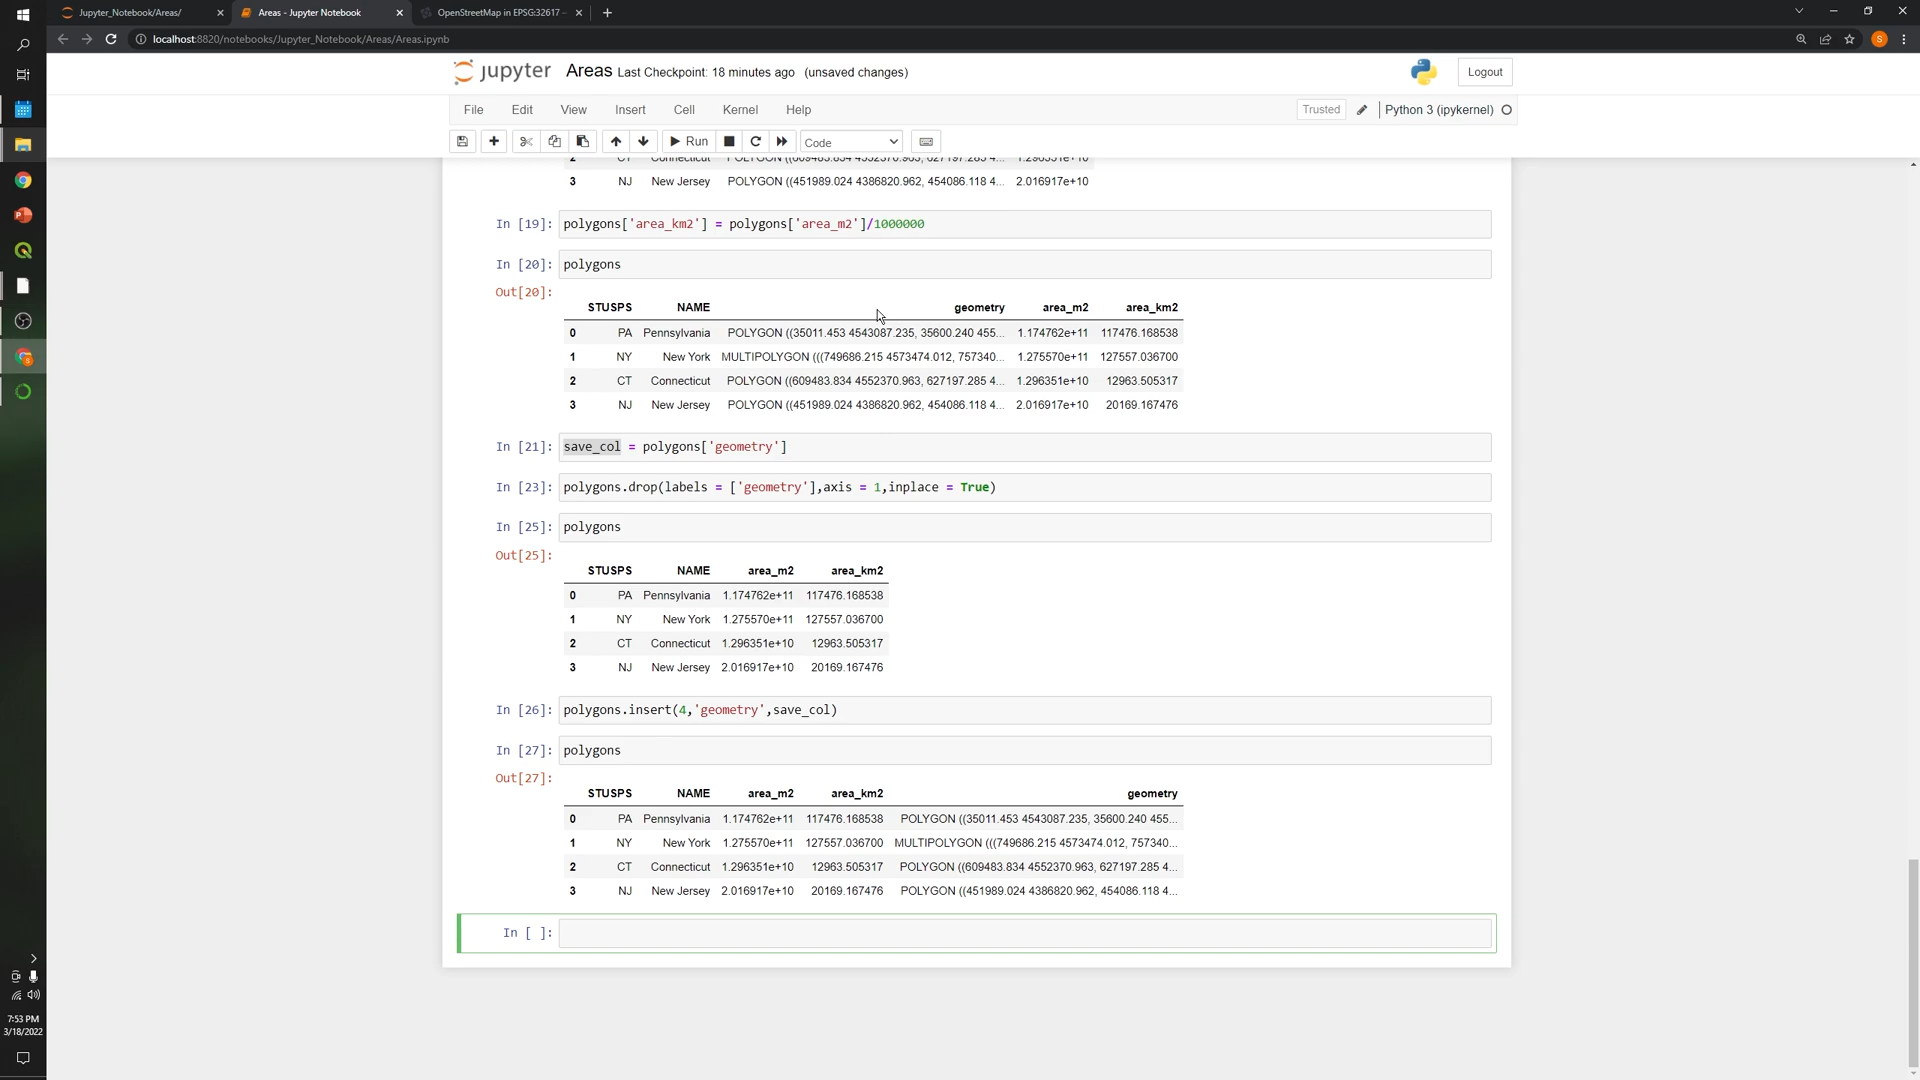 Jupyter_Notebook/Areas/
Areas - Jupyter Notebook
OpenStreetMap in EPSG:32617 -
localhost:8820/notebooks/Jupyter_Notebook/Areas/Areas.ipynb
S
jupyter Areas Last Checkpoint: 18 minutes ago (unsaved changes)
Logout
File Edit View Insert Cell Kernel Help
Trusted Python 3 (ipykernel)
Run Code
2 CT Connecticut POLYGON ((609483.834 4552370.963, 627197.285 4... 1.296351e+10
3 NJ New Jersey POLYGON ((451989.024 4386820.962, 454086.118 4... 2.016917e+10
In [19]: polygons['area_km2'] = polygons['area_m2']/1000000
In [20]: polygons
Out[20]:
STUSPS NAME geometry area_m2 area_km2
0 PA Pennsylvania POLYGON ((35011.453 4543087.235, 35600.240 455... 1.174762e+11 117476.168538
1 NY New York MULTIPOLYGON (((749686.215 4573474.012, 757340... 1.275570e+11 127557.036700
2 CT Connecticut POLYGON ((609483.834 4552370.963, 627197.285 4... 1.296351e+10 12963.505317
3 NJ New Jersey POLYGON ((451989.024 4386820.962, 454086.118 4... 2.016917e+10 20169.167476
In [21]: save_col = polygons['geometry']
In [23]: polygons.drop(labels = ['geometry'],axis = 1,inplace = True)
In [25]: polygons
Out[25]:
STUSPS NAME area_m2 area_km2
0 PA Pennsylvania 1.174762e+11 117476.168538
1 NY New York 1.275570e+11 127557.036700
2 CT Connecticut 1.296351e+10 12963.505317
3 NJ New Jersey 2.016917e+10 20169.167476
In [26]: polygons.insert(4,'geometry',save_col)
In [27]: polygons
Out[27]:
STUSPS NAME area_m2 area_km2 geometry
0 PA Pennsylvania 1.174762e+11 117476.168538 POLYGON ((35011.453 4543087.235, 35600.240 455...
1 NY New York 1.275570e+11 127557.036700 MULTIPOLYGON (((749686.215 4573474.012, 757340...
2 CT Connecticut 1.296351e+10 12963.505317 POLYGON ((609483.834 4552370.963, 627197.285 4...
3 NJ New Jersey 2.016917e+10 20169.167476 POLYGON ((451989.024 4386820.962, 454086.118 4...
In [ ]:
7:53 PM
3/18/2022